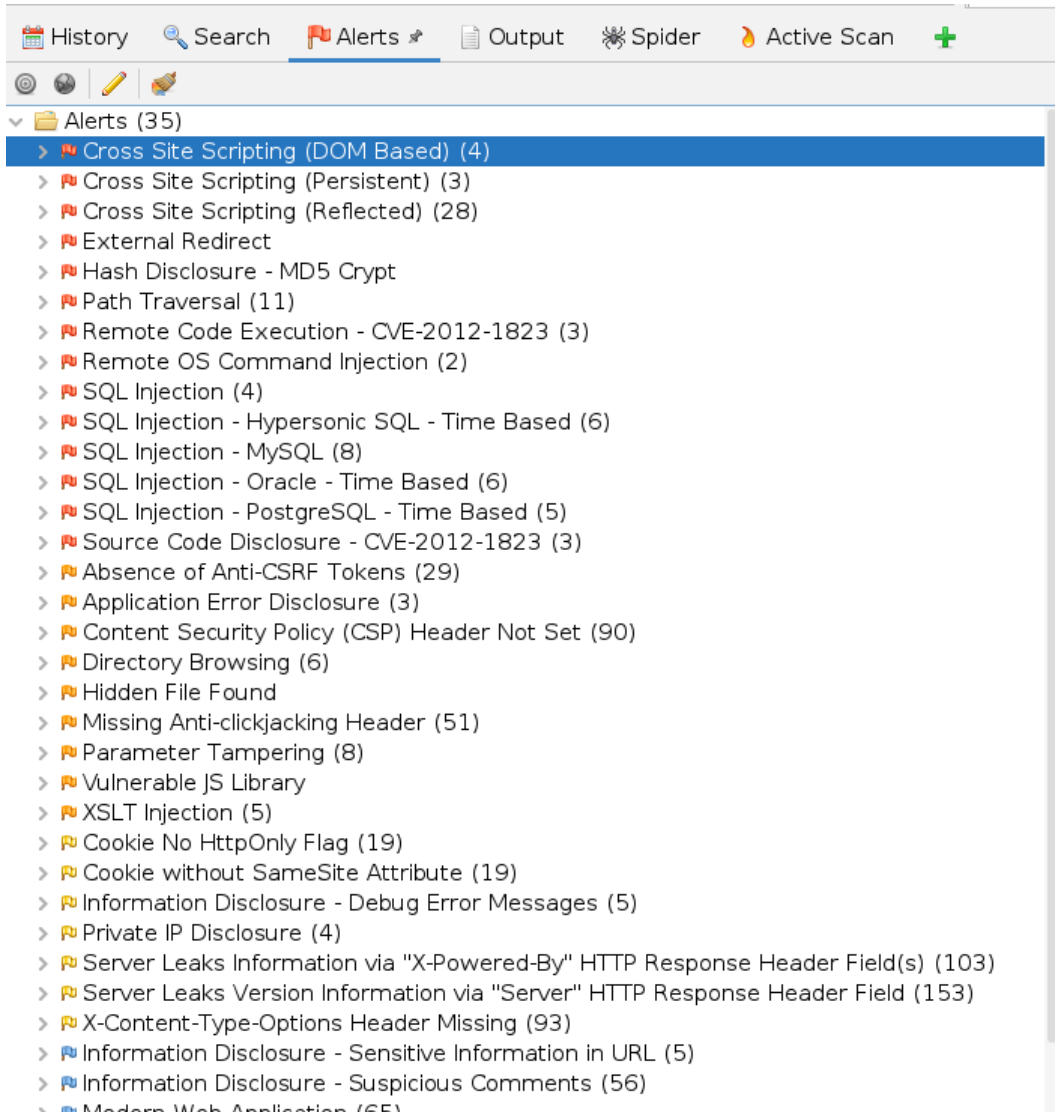 History Search Alerts Output Spider Active Scan
Alerts (35)
Cross Site Scripting (DOM Based) (4)
Cross Site Scripting (Persistent) (3)
Cross Site Scripting (Reflected) (28)
External Redirect
Hash Disclosure - MD5 Crypt
Path Traversal (11)
Remote Code Execution - CVE-2012-1823 (3)
Remote OS Command Injection (2)
SQL Injection (4)
SQL Injection - Hypersonic SQL - Time Based (6)
SQL Injection - MySQL (8)
SQL Injection - Oracle - Time Based (6)
SQL Injection - PostgreSQL - Time Based (5)
Source Code Disclosure - CVE-2012-1823 (3)
Absence of Anti-CSRF Tokens (29)
Application Error Disclosure (3)
Content Security Policy (CSP) Header Not Set (90)
Directory Browsing (6)
Hidden File Found
Missing Anti-clickjacking Header (51)
Parameter Tampering (8)
Vulnerable JS Library
XSLT Injection (5)
Cookie No HttpOnly Flag (19)
Cookie without SameSite Attribute (19)
Information Disclosure - Debug Error Messages (5)
Private IP Disclosure (4)
Server Leaks Information via "X-Powered-By" HTTP Response Header Field(s) (103)
Server Leaks Version Information via "Server" HTTP Response Header Field (153)
X-Content-Type-Options Header Missing (93)
Information Disclosure - Sensitive Information in URL (5)
Information Disclosure - Suspicious Comments (56)
Modern Web Application (65)